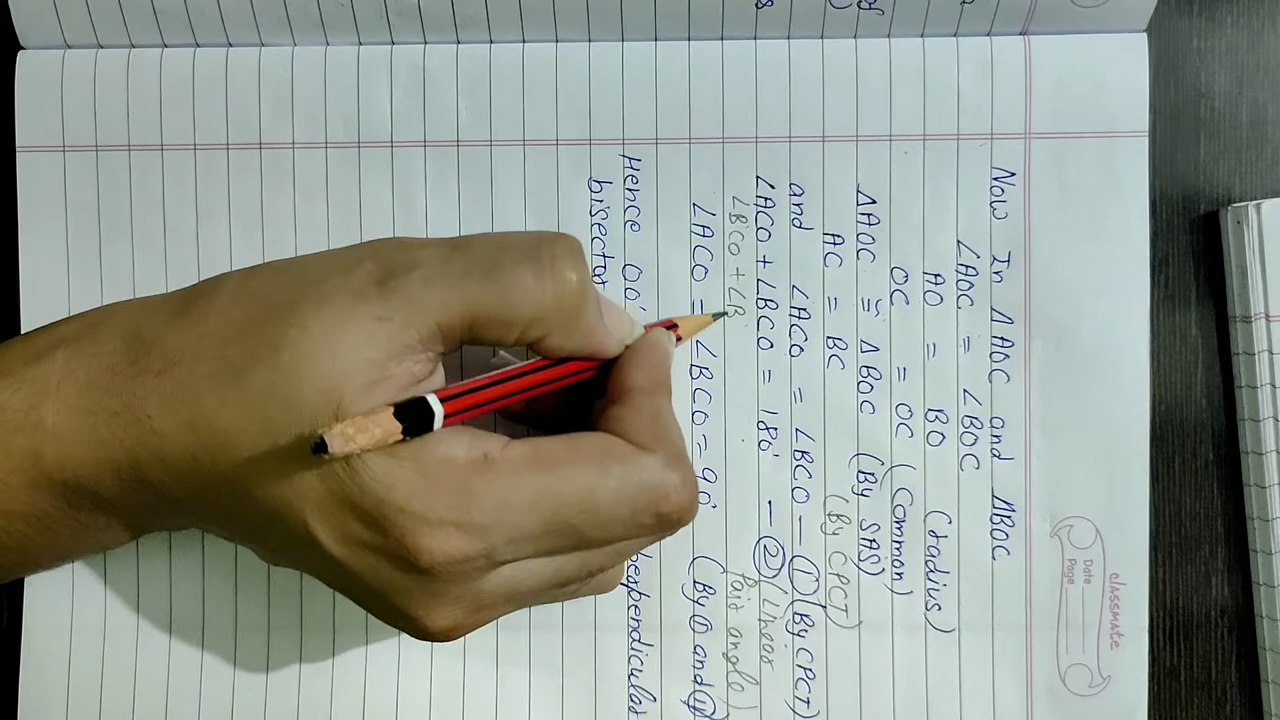 classmate
Date
Page
Now In ΔAOC and ΔBOC
∠AOC = ∠BOC
AO = BO (radius)
OC = OC (Common)
ΔAOC ≅ ΔBOC (By SAS)
AC = BC (By CPCT)
and ∠ACO = ∠BCO — ① (By CPCT)
∠ACO + ∠BCO = 180° — ② (Linear
∠BCO + ∠B Pair angle)
∠ACO = ∠BCO = 90° (By ① and ②)
Hence OO'
bisector